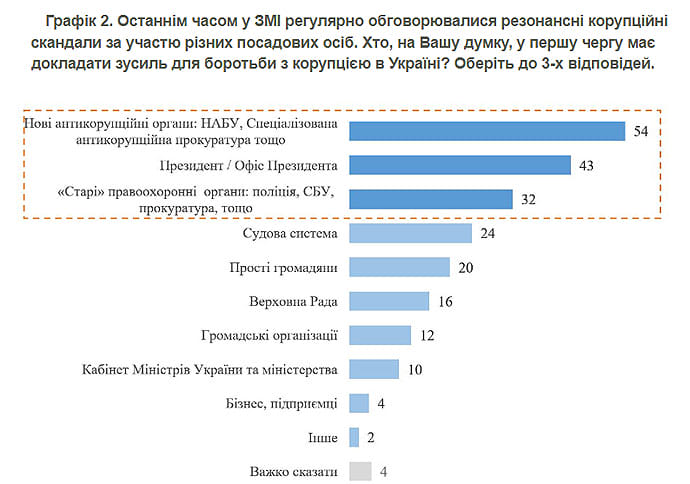 Графік 2. Останнім часом у ЗМІ регулярно обговорювалися резонансні корупційні
скандали за участю різних посадових осіб. Хто, на Вашу думку, у першу чергу має
докладати зусиль для боротьби з корупцією в Україні? Оберіть до 3-х відповідей.
Нові антикорупційні органи: НАБУ, Спеціалізована
антикорупційна прокуратура тощо
54
Президент / Офіс Президента
43
«Старі» правоохоронні органи: поліція, СБУ,
прокуратура, тощо
32
Судова система
24
Прості громадяни
20
Верховна Рада
16
Громадські організації
12
Кабінет Міністрів України та міністерства
10
Бізнес, підприємці
4
Інше
2
Важко сказати
4